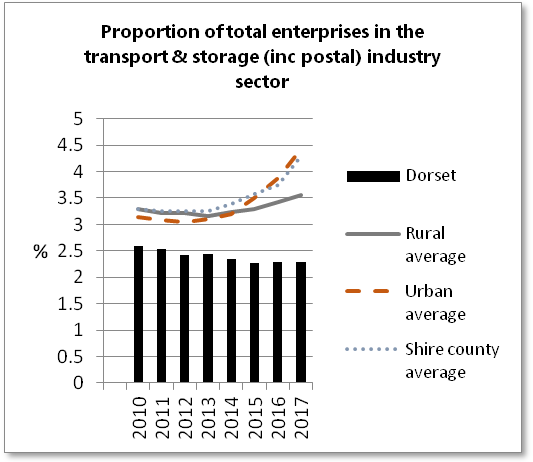 Proportion of total enterprises in the
transport & storage (inc postal) industry
sector
5
4.5
4
3.5
3
2.5
2
1.5
1
0.5
0
%
2010
2011
2012
2013
2014
2015
2016
2017
Dorset
Rural
average
Urban
average
Shire county
average